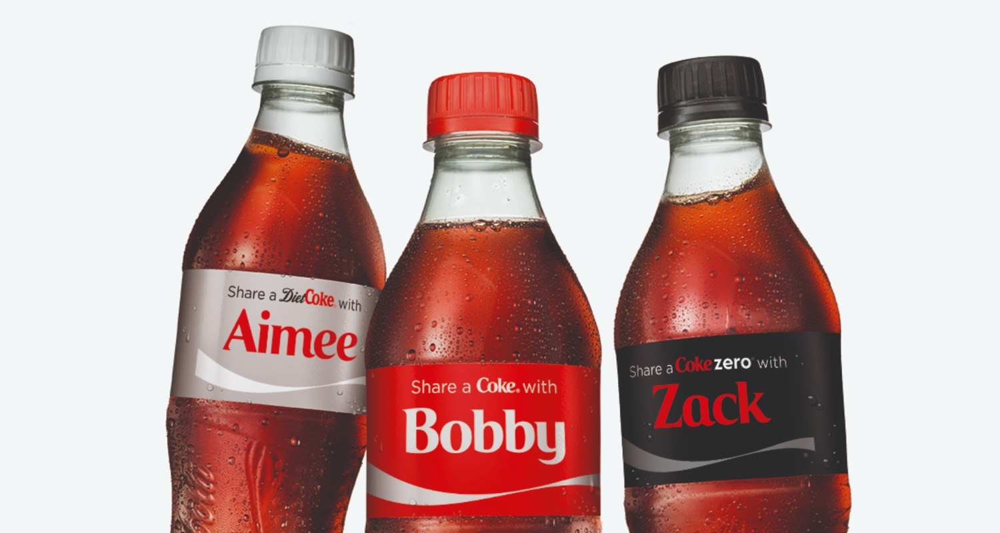 Share a Diet Coke® with
Aimee
Share a Coke® with
Bobby
Share a Coke zero® with
Zack